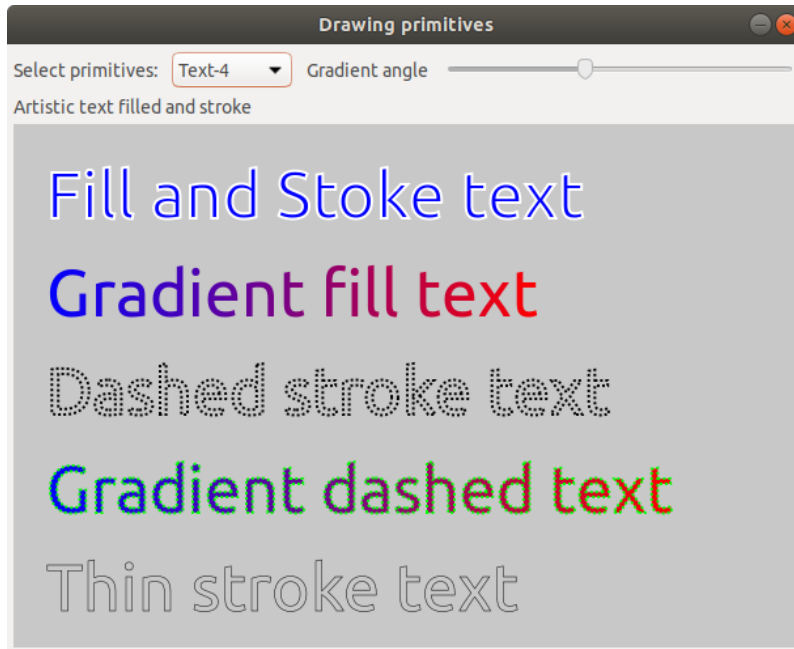 Drawing primitives
Select primitives: Text-4 Gradient angle
Artistic text filled and stroke
Fill and Stoke text
Gradient fill text
Dashed stroke text
Gradient dashed text
Thin stroke text